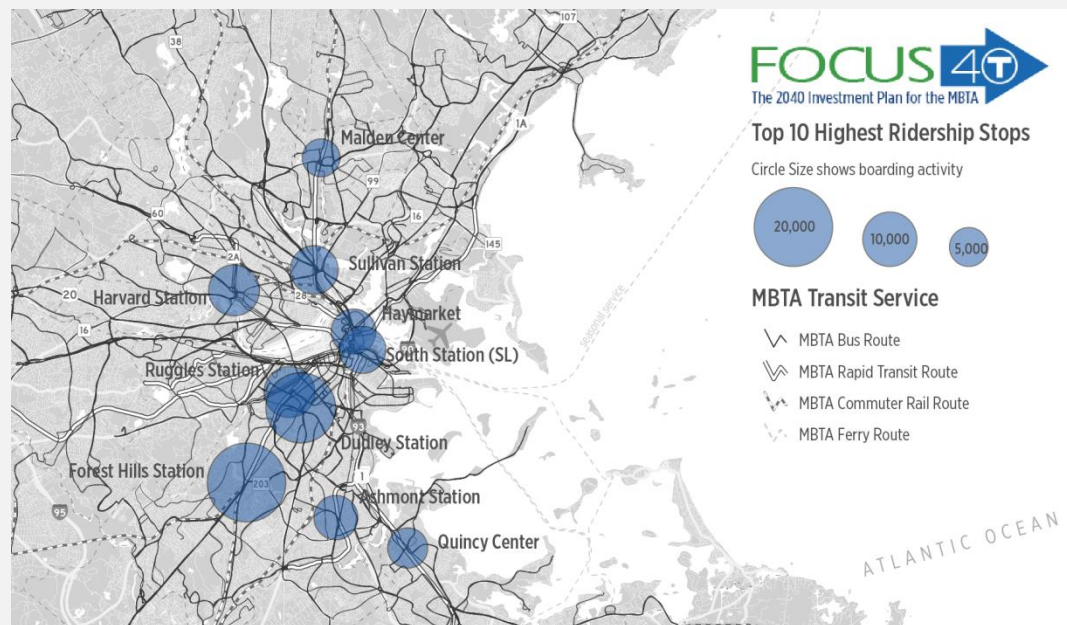 107
38
1A
Malden Center
99
60
16
2A
145
Sullivan Station
20
Harvard Station
28
Haymarket
16
90
South Station (SL)
Ruggles Station
93
Dudley Station
Forest Hills Station
1
203
Ashmont Station
95
Quincy Center
seasonal service
ATLANTIC OCEAN
FOCUS 40
The 2040 Investment Plan for the MBTA
Top 10 Highest Ridership Stops
Circle Size shows boarding activity
20,000
10,000
5,000
MBTA Transit Service
MBTA Bus Route
MBTA Rapid Transit Route
MBTA Commuter Rail Route
MBTA Ferry Route